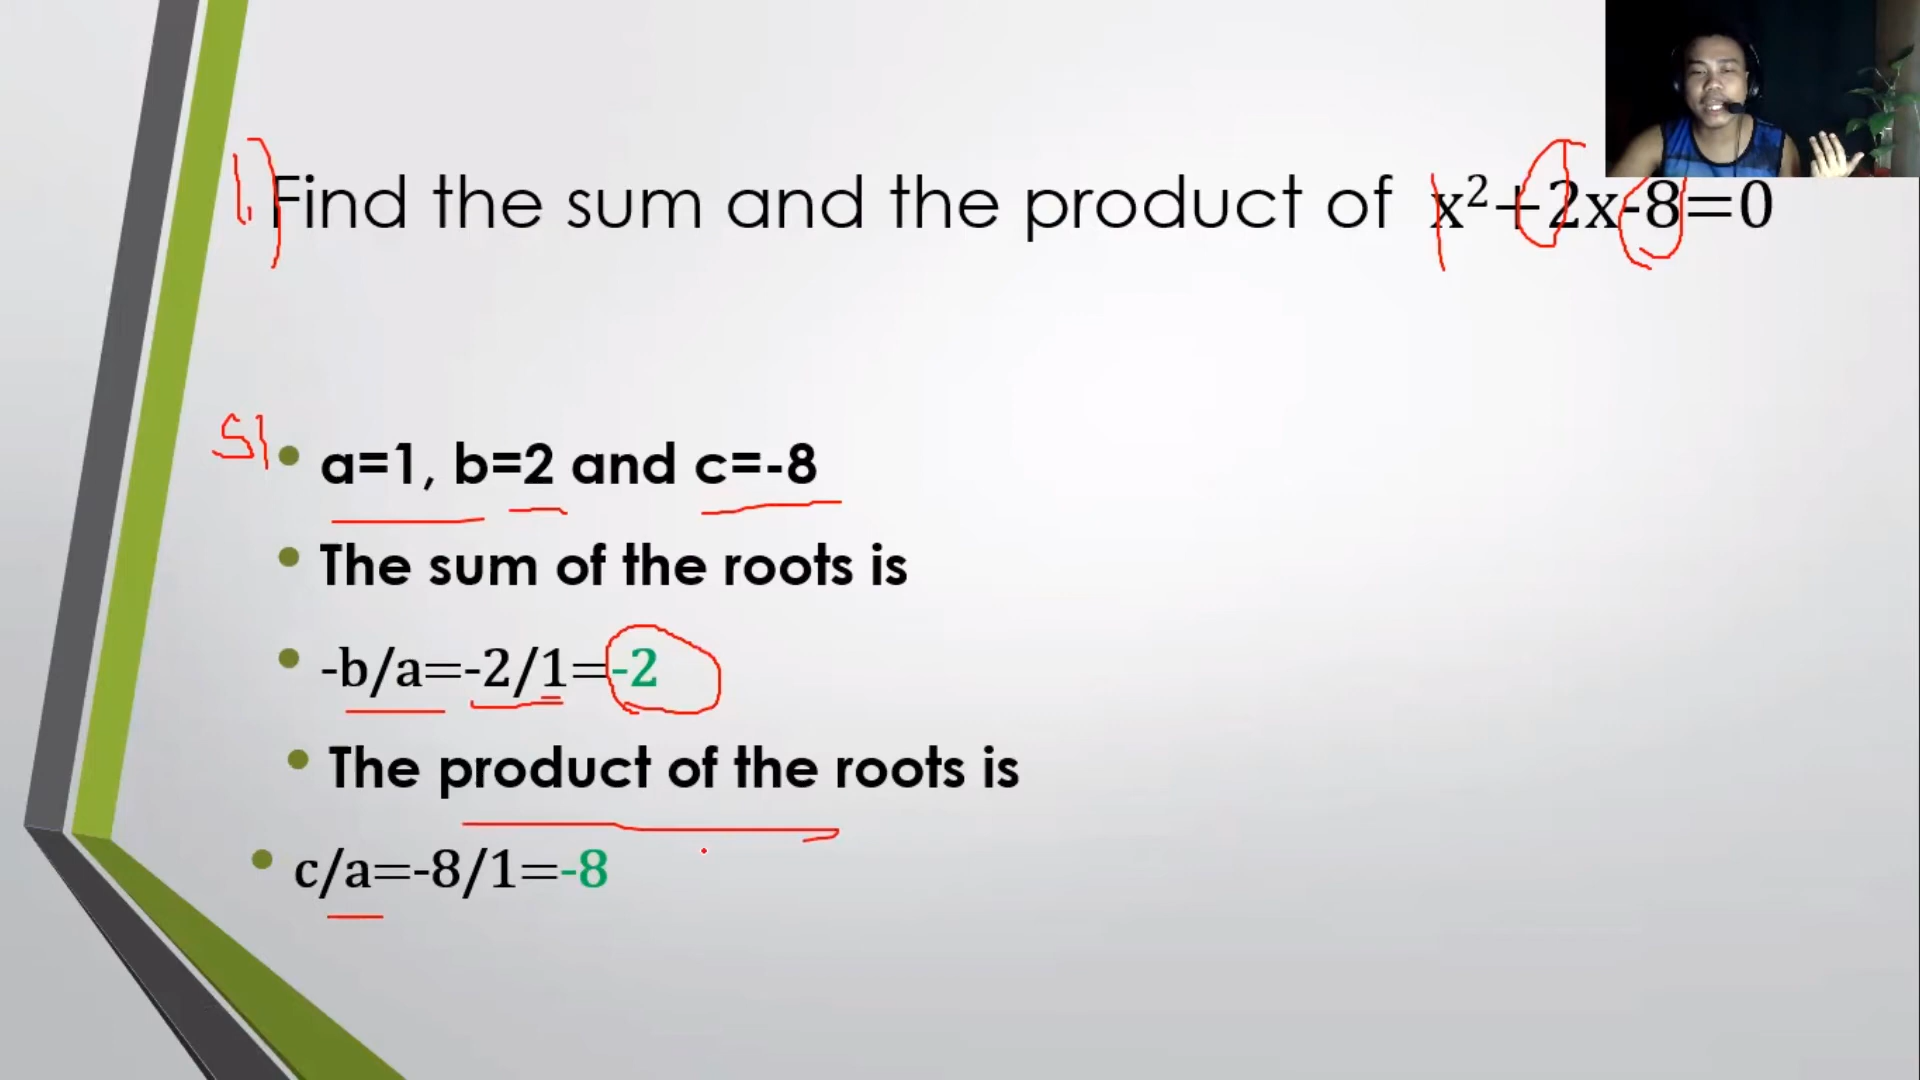 1.) Find the sum and the product of x²+2x-8=0
S1 • a=1, b=2 and c=-8
• The sum of the roots is
• -b/a=-2/1=-2
• The product of the roots is
• c/a=-8/1=-8